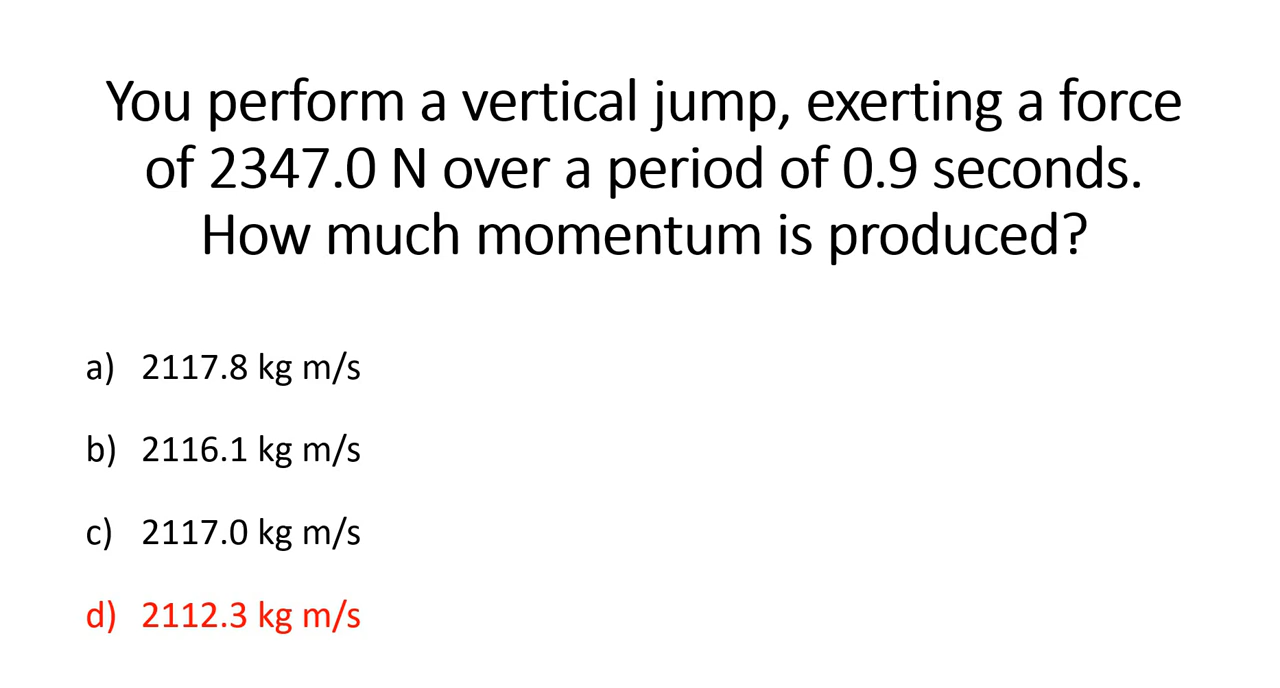 You perform a vertical jump, exerting a force
of 2347.0 N over a period of 0.9 seconds.
How much momentum is produced?
a) 2117.8 kg m/s
b) 2116.1 kg m/s
c) 2117.0 kg m/s
d) 2112.3 kg m/s